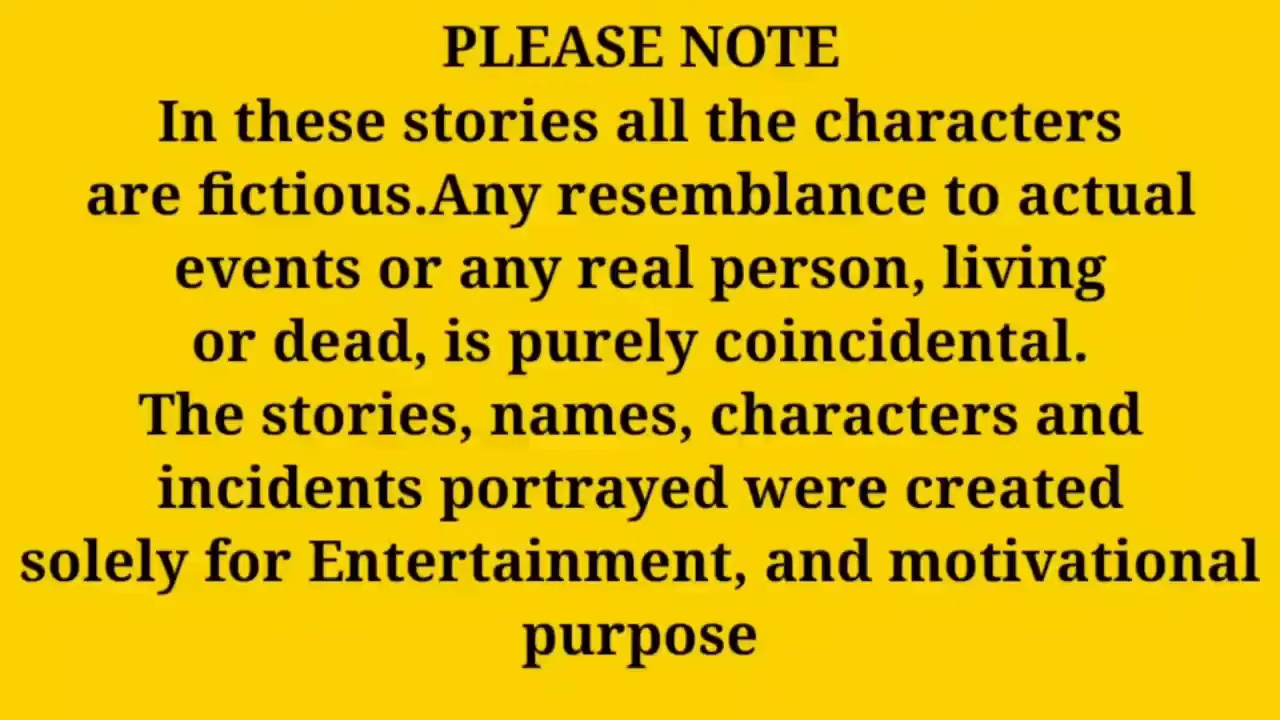 PLEASE NOTE
In these stories all the characters
are fictious.Any resemblance to actual
events or any real person, living
or dead, is purely coincidental.
The stories, names, characters and
incidents portrayed were created
solely for Entertainment, and motivational
purpose